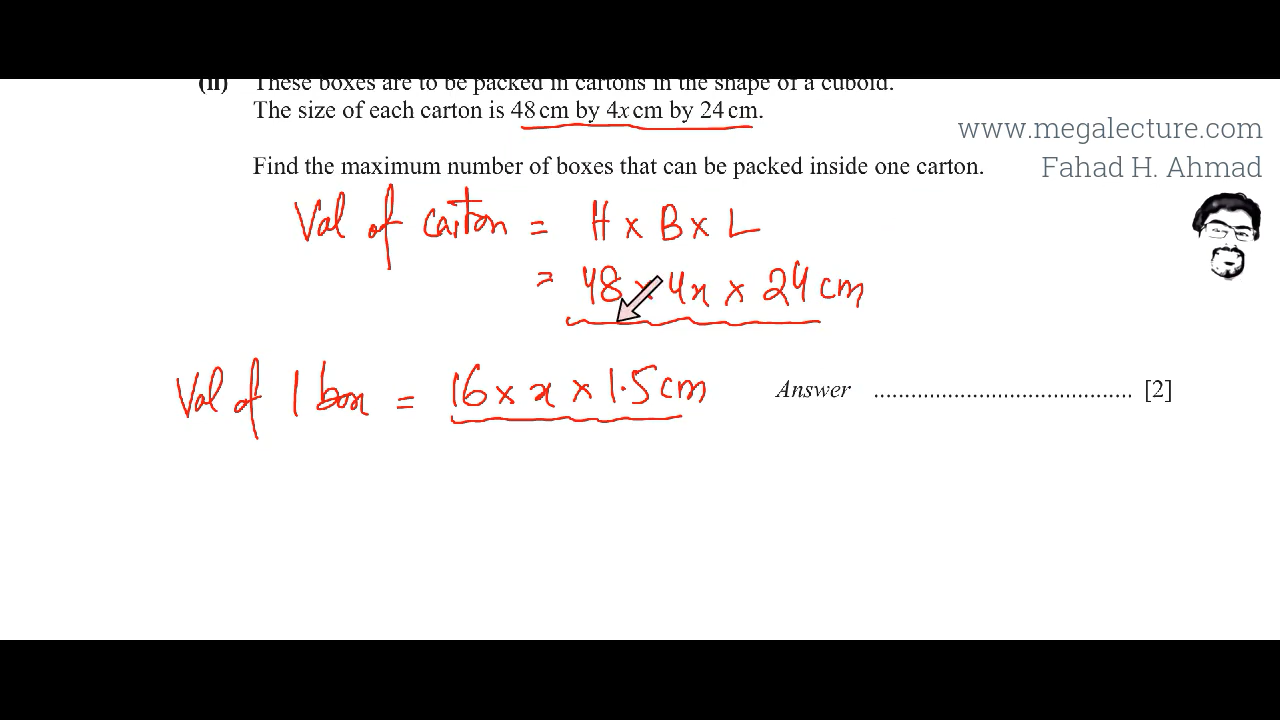 (ii) These boxes are to be packed in cartons in the shape of a cuboid.
The size of each carton is 48 cm by 4x cm by 24 cm.
www.megalecture.com
Fahad H. Ahmad
Find the maximum number of boxes that can be packed inside one carton.
Vol of carton = H × B × L
= 48 × 4x × 24 cm
Vol of 1 box = 16 × x × 1.5 cm
Answer ........................................ [2]